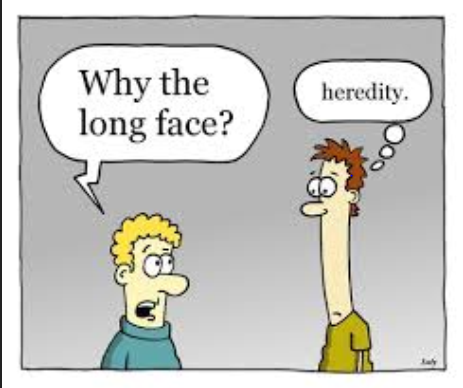 Why the
long face?
heredity.